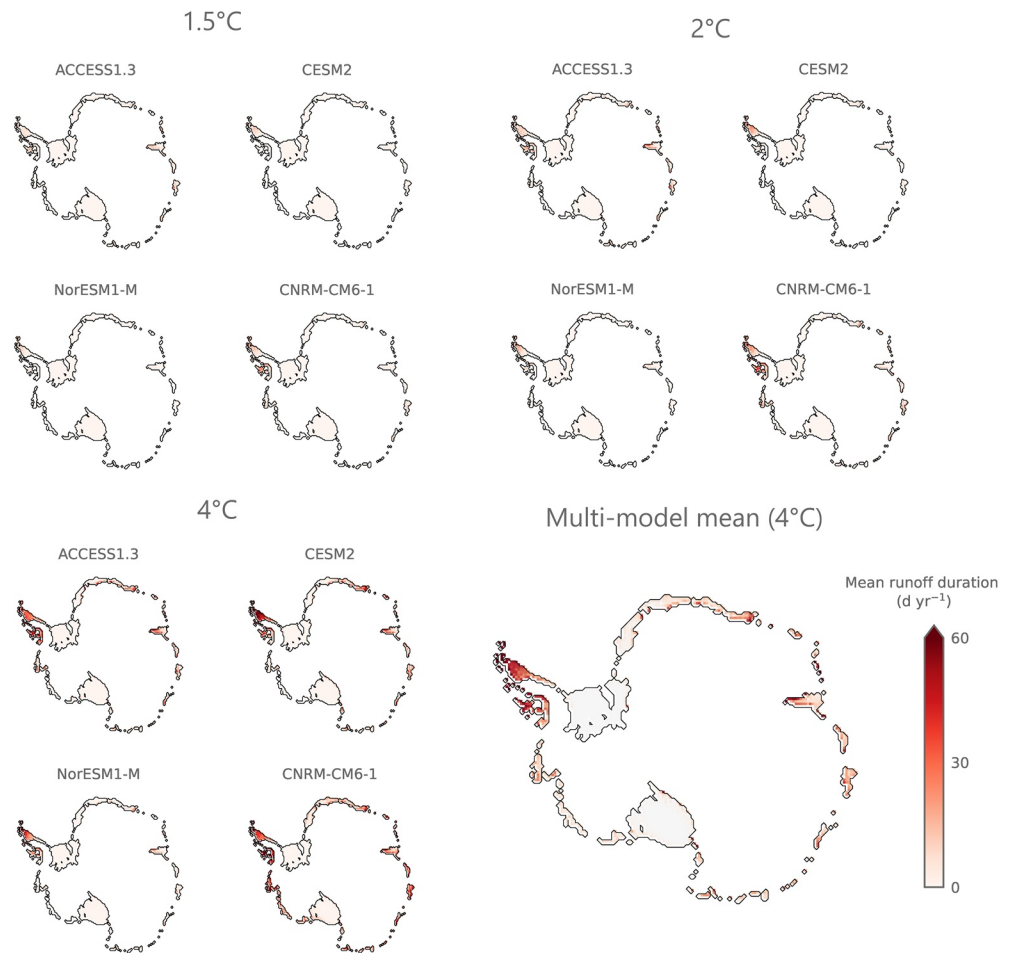 1.5°C
ACCESS1.3
CESM2
NorESM1-M
CNRM-CM6-1
2°C
ACCESS1.3
CESM2
NorESM1-M
CNRM-CM6-1
4°C
ACCESS1.3
CESM2
NorESM1-M
CNRM-CM6-1
Multi-model mean (4°C)
Mean runoff duration
(d yr⁻¹)
60
30
0